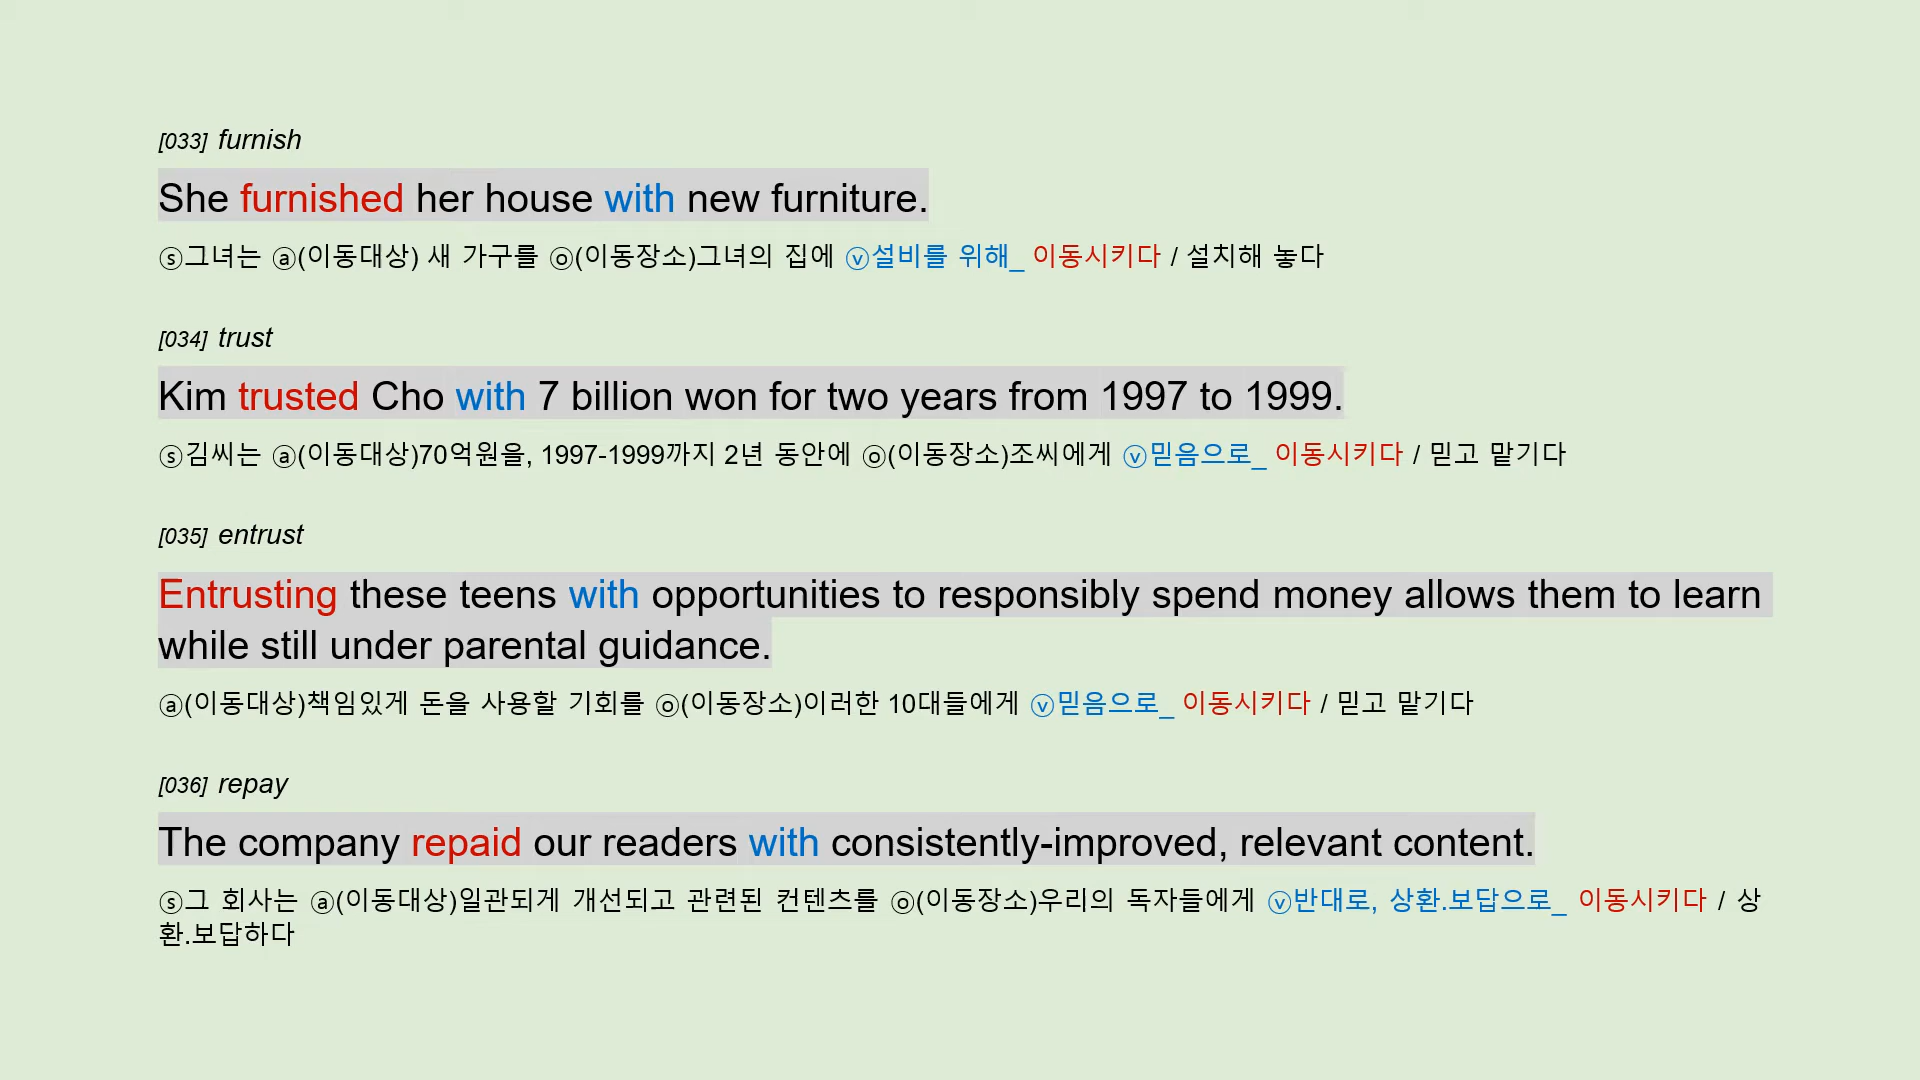 [033] furnish
She furnished her house with new furniture.
ⓢ그녀는 ⓐ(이동대상) 새 가구를 ⓞ(이동장소)그녀의 집에 ⓥ설비를 위해_ 이동시키다 / 설치해 놓다
[034] trust
Kim trusted Cho with 7 billion won for two years from 1997 to 1999.
ⓢ김씨는 ⓐ(이동대상)70억원을, 1997-1999까지 2년 동안에 ⓞ(이동장소)조씨에게 ⓥ믿음으로_ 이동시키다 / 믿고 맡기다
[035] entrust
Entrusting these teens with opportunities to responsibly spend money allows them to learn
while still under parental guidance.
ⓐ(이동대상)책임있게 돈을 사용할 기회를 ⓞ(이동장소)이러한 10대들에게 ⓥ믿음으로_ 이동시키다 / 믿고 맡기다
[036] repay
The company repaid our readers with consistently-improved, relevant content.
ⓢ그 회사는 ⓐ(이동대상)일관되게 개선되고 관련된 컨텐츠를 ⓞ(이동장소)우리의 독자들에게 ⓥ반대로, 상환.보답으로_ 이동시키다 / 상
환.보답하다